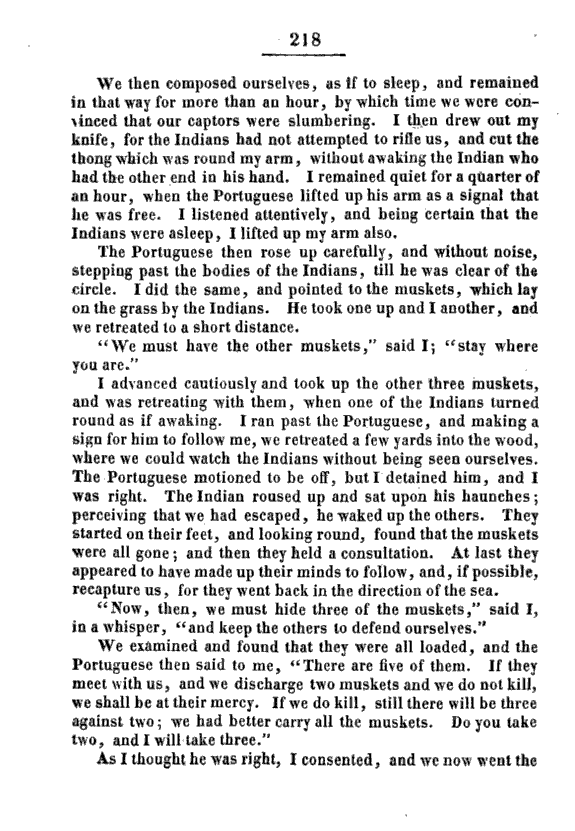 218
We then composed ourselves, as if to sleep, and remained
in that way for more than an hour, by which time we were con-
vinced that our captors were slumbering. I then drew out my
knife, for the Indians had not attempted to rifle us, and cut the
thong which was round my arm, without awaking the Indian who
had the other end in his hand. I remained quiet for a quarter of
an hour, when the Portuguese lifted up his arm as a signal that
he was free. I listened attentively, and being certain that the
Indians were asleep, I lifted up my arm also.
The Portuguese then rose up carefully, and without noise,
stepping past the bodies of the Indians, till he was clear of the
circle. I did the same, and pointed to the muskets, which lay
on the grass by the Indians. He took one up and I another, and
we retreated to a short distance.
“We must have the other muskets,” said I; “stay where
you are.”
I advanced cautiously and took up the other three muskets,
and was retreating with them, when one of the Indians turned
round as if awaking. I ran past the Portuguese, and making a
sign for him to follow me, we retreated a few yards into the wood,
where we could watch the Indians without being seen ourselves.
The Portuguese motioned to be off, but I detained him, and I
was right. The Indian roused up and sat upon his haunches;
perceiving that we had escaped, he waked up the others. They
started on their feet, and looking round, found that the muskets
were all gone; and then they held a consultation. At last they
appeared to have made up their minds to follow, and, if possible,
recapture us, for they went back in the direction of the sea.
“Now, then, we must hide three of the muskets,” said I,
in a whisper, “and keep the others to defend ourselves.”
We examined and found that they were all loaded, and the
Portuguese then said to me, “There are five of them. If they
meet with us, and we discharge two muskets and we do not kill,
we shall be at their mercy. If we do kill, still there will be three
against two; we had better carry all the muskets. Do you take
two, and I will take three.”
As I thought he was right, I consented, and we now went the